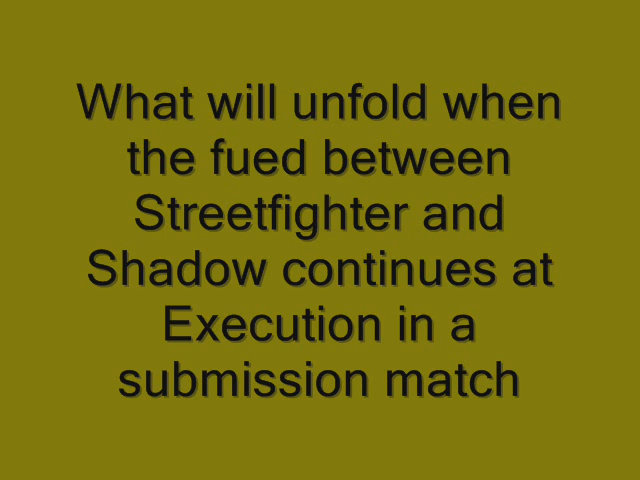 What will unfold when
the fued between
Streetfighter and
Shadow continues at
Execution in a
submission match